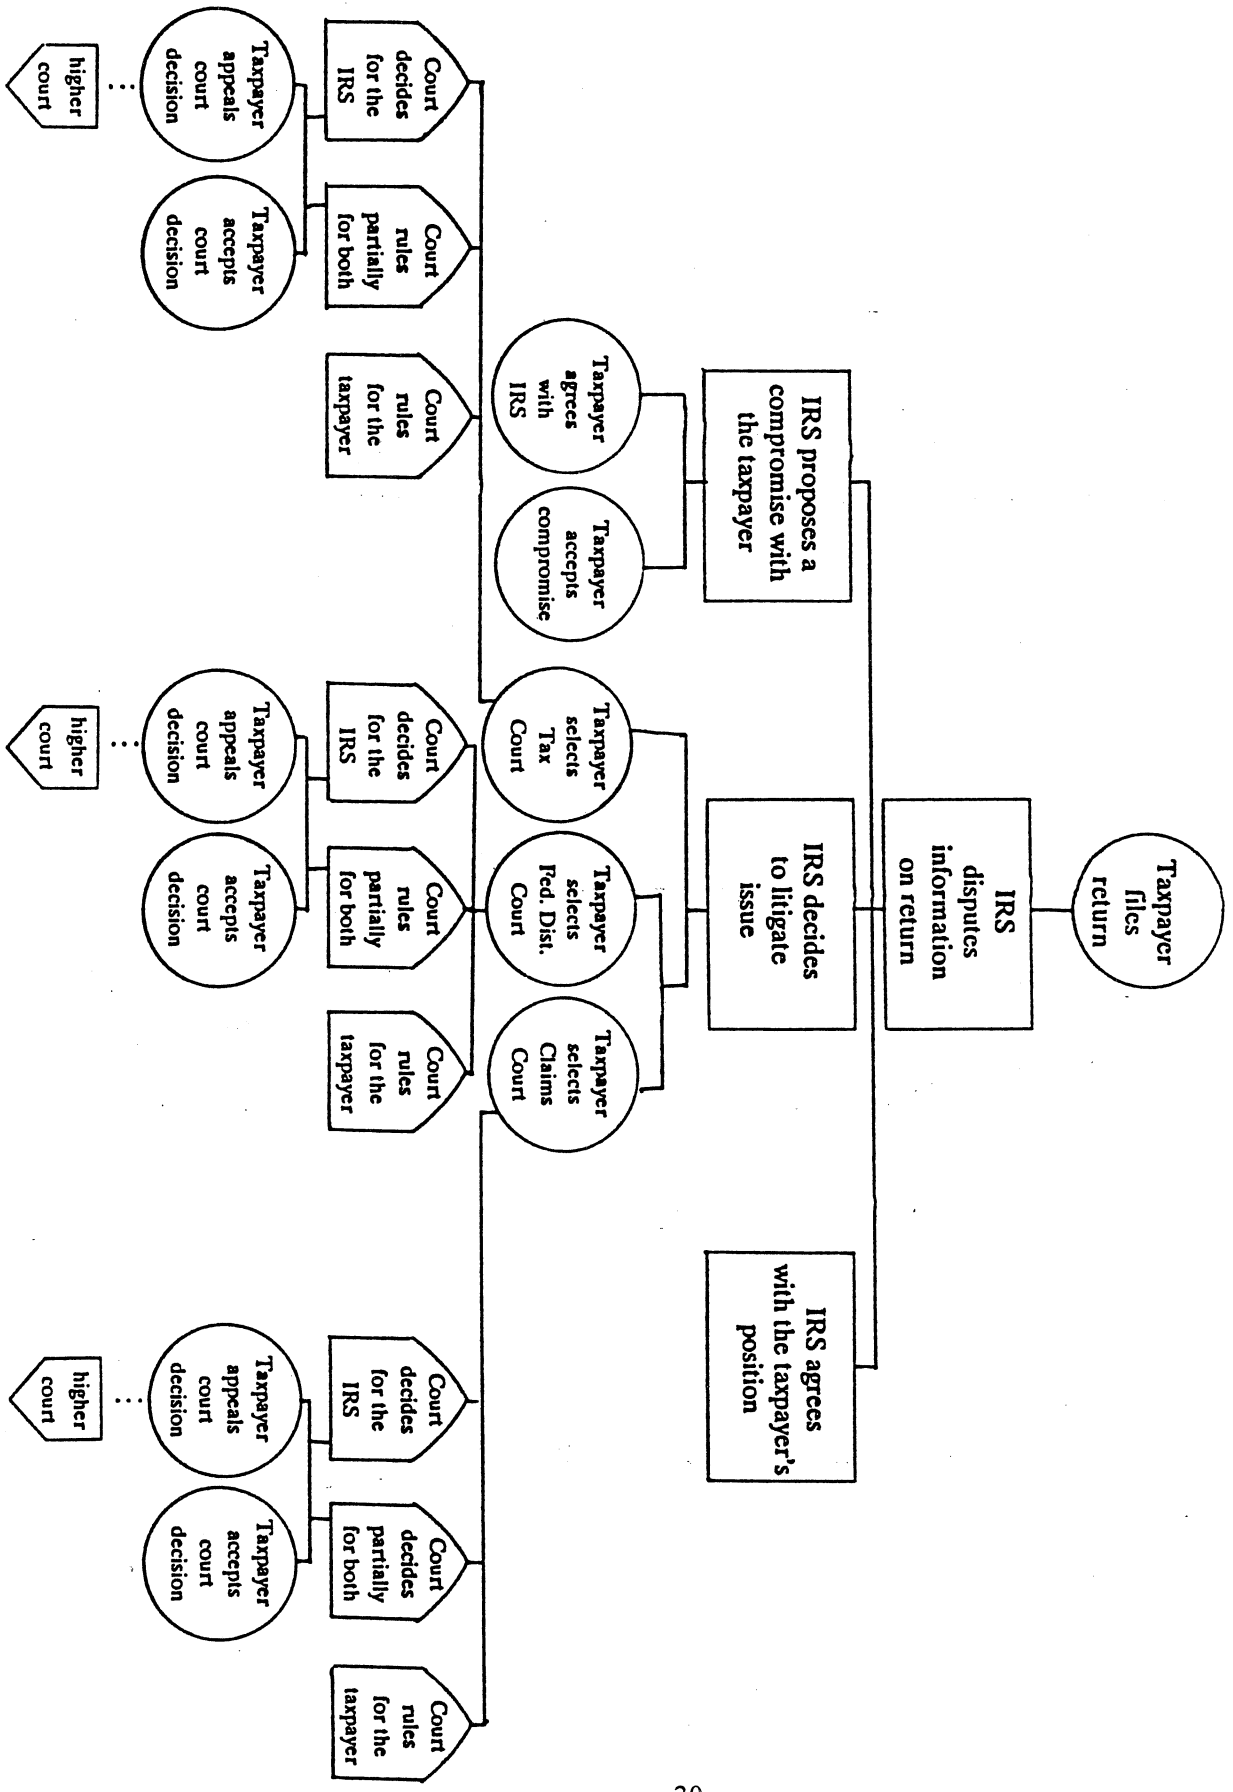 Taxpayer
files
return
IRS
disputes
information
on return
IRS proposes a
compromise with
the taxpayer
IRS decides
to litigate
issue
IRS agrees
with the taxpayer's
position
Taxpayer
agrees
with
IRS
Taxpayer
accepts
compromise
Taxpayer
selects
Tax
Court
Taxpayer
selects
Fed. Dist.
Court
Taxpayer
selects
Claims
Court
Court
decides
for the
IRS
Court
rules
partially
for both
Court
rules
for the
taxpayer
Court
decides
for the
IRS
Court
rules
partially
for both
Court
rules
for the
taxpayer
Court
decides
for the
IRS
Court
decides
partially
for both
Court
rules
for the
taxpayer
Taxpayer
appeals
court
decision
Taxpayer
accepts
court
decision
Taxpayer
appeals
court
decision
Taxpayer
accepts
court
decision
Taxpayer
appeals
court
decision
Taxpayer
accepts
court
decision
...
higher
court
...
higher
court
...
higher
court